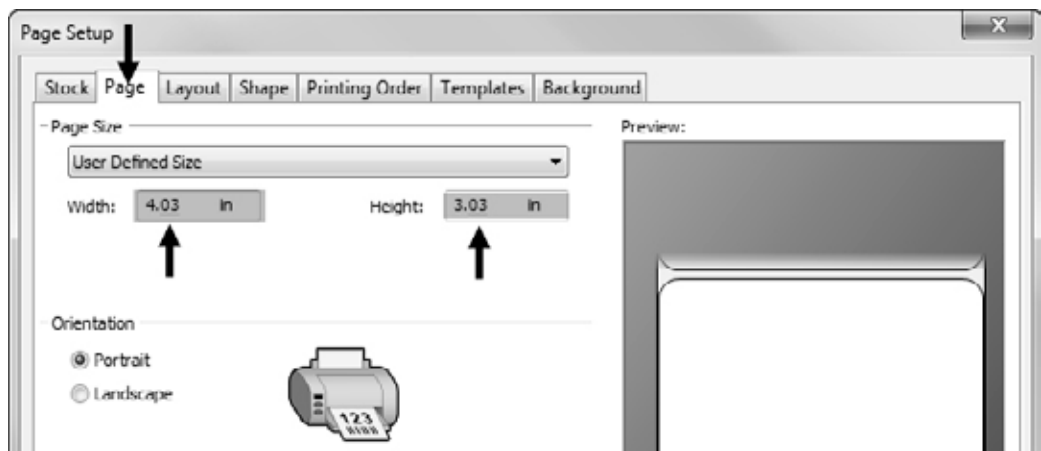 Page Setup
X
Stock Page Layout Shape Printing Order Templates Background
Page Size
Preview:
User Defined Size
Width: 4.03 in Height: 3.03 in
Orientation
Portrait
Landscape
123